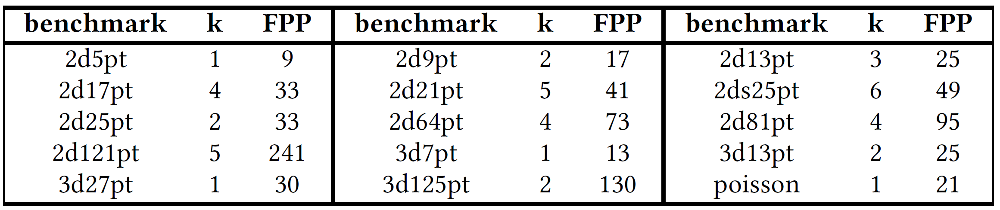 benchmark k FPP benchmark k FPP benchmark k FPP
2d5pt 1 9 2d9pt 2 17 2d13pt 3 25
2d17pt 4 33 2d21pt 5 41 2ds25pt 6 49
2d25pt 2 33 2d64pt 4 73 2d81pt 4 95
2d121pt 5 241 3d7pt 1 13 3d13pt 2 25
3d27pt 1 30 3d125pt 2 130 poisson 1 21